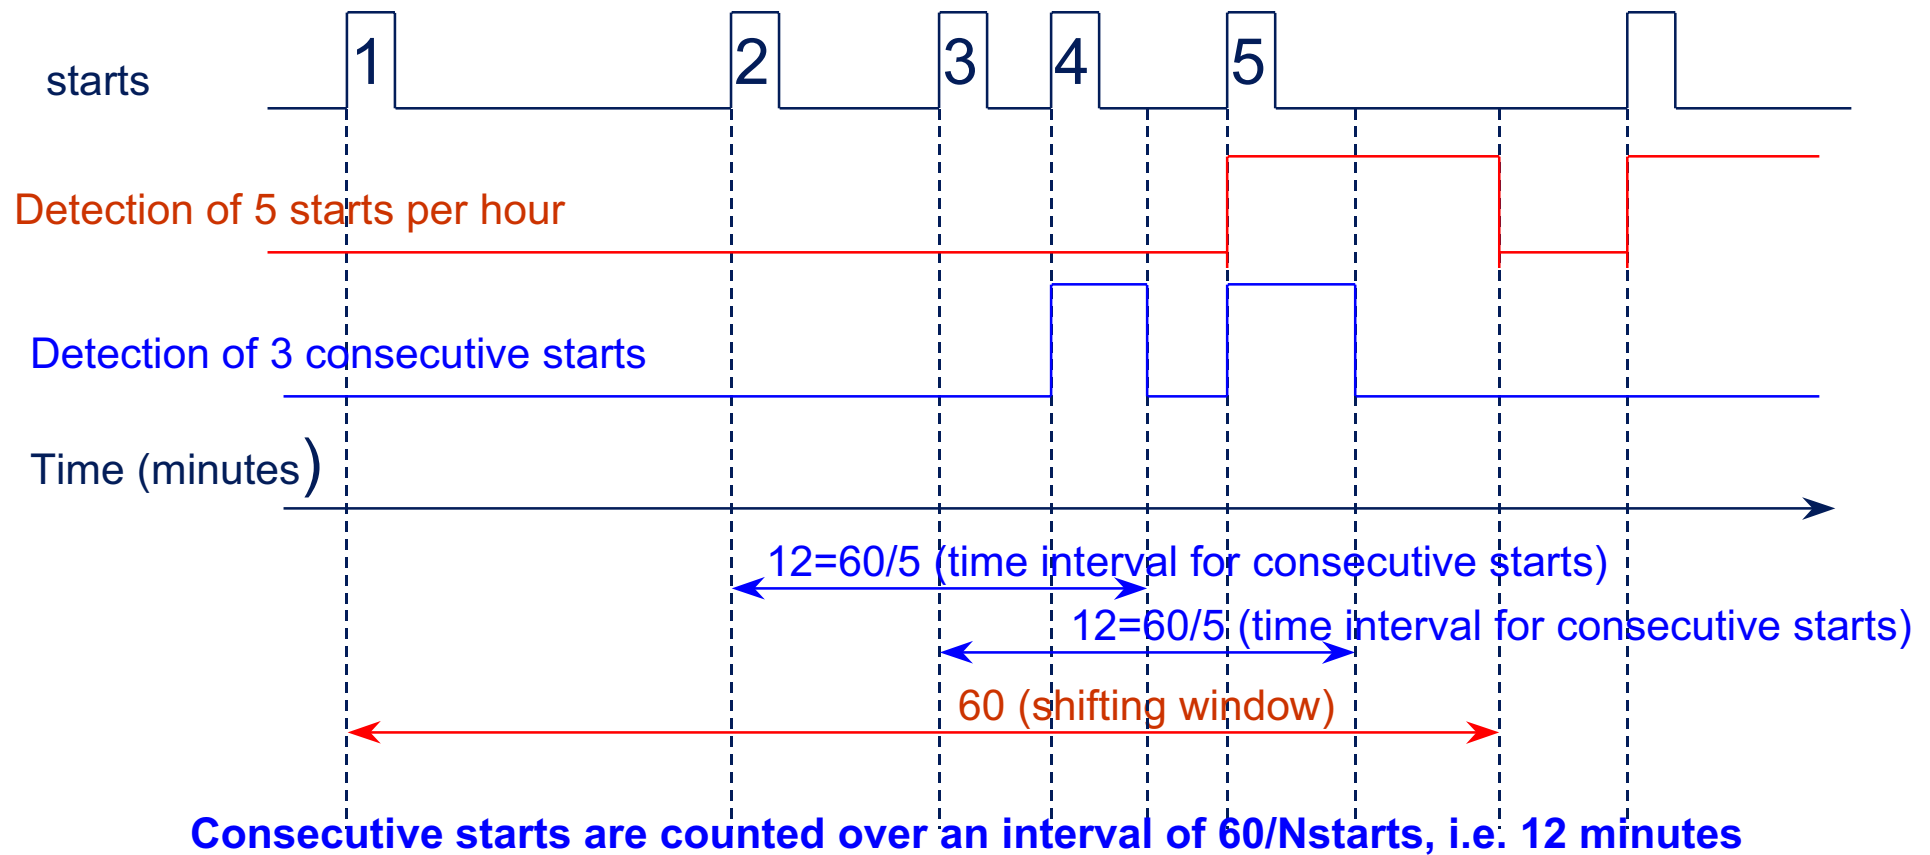 1 2 3 4 5
starts
Detection of 5 starts per hour
Detection of 3 consecutive starts
Time (minutes)
12=60/5 (time interval for consecutive starts)
12=60/5 (time interval for consecutive starts)
60 (shifting window)
Consecutive starts are counted over an interval of 60/Nstarts, i.e. 12 minutes